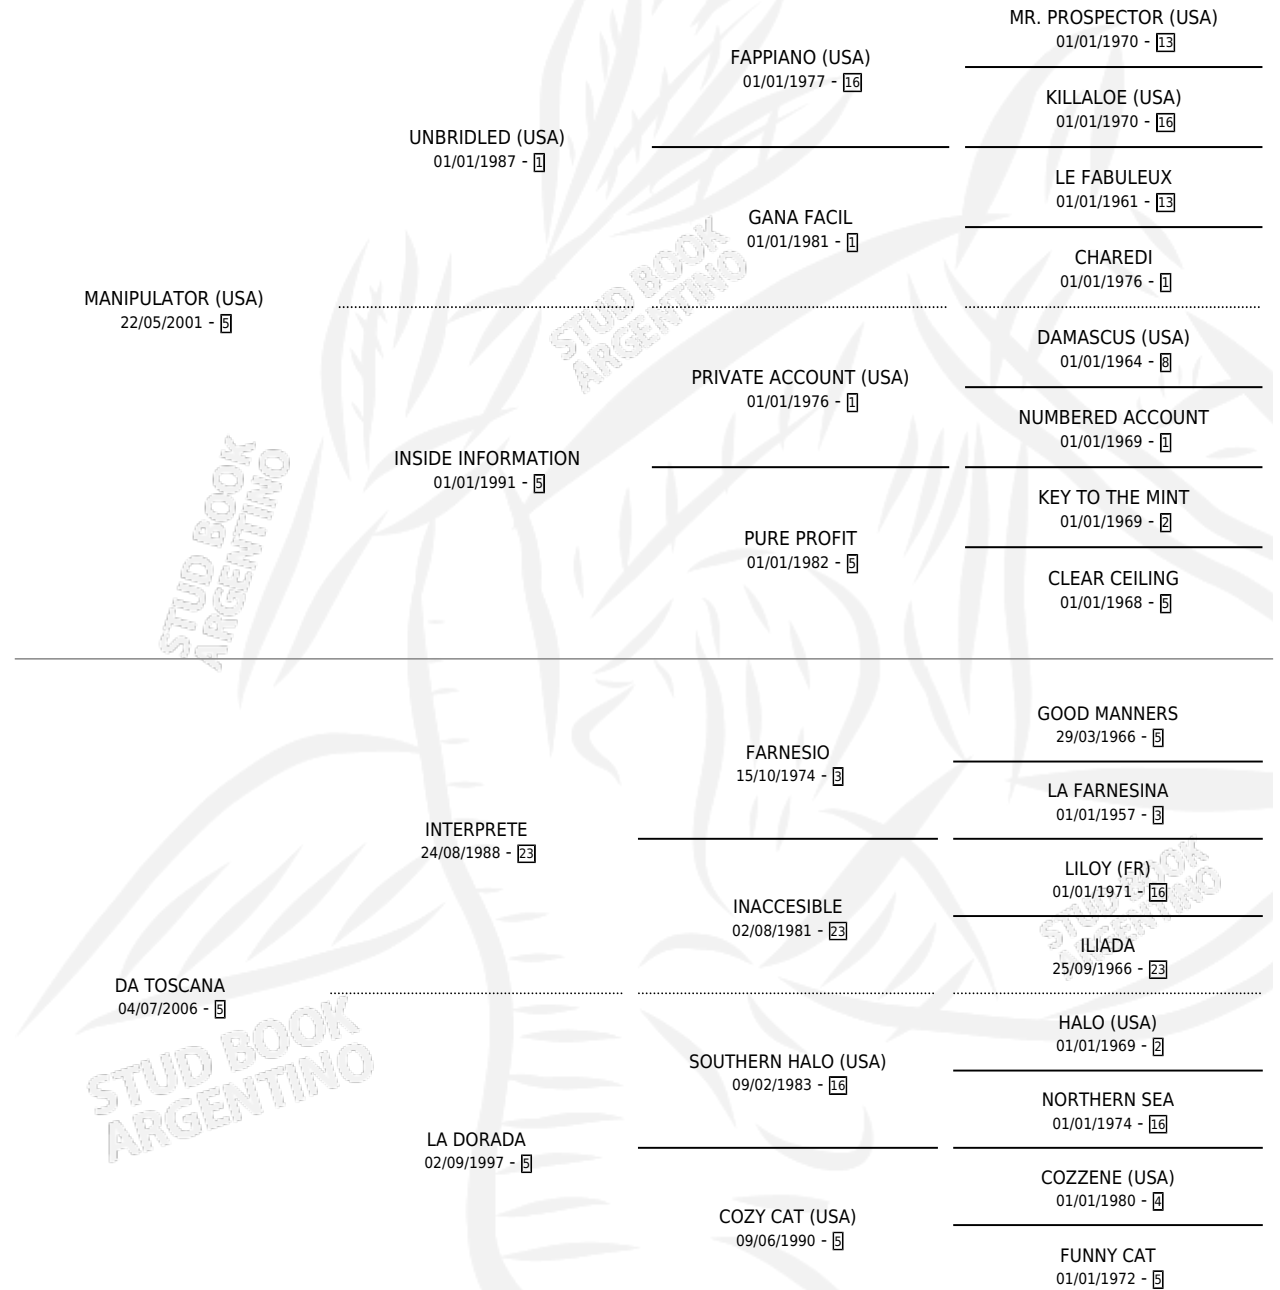 MR. PROSPECTOR (USA)
01/01/1970 - 13
FAPPIANO (USA)
01/01/1977 - 16
KILLALOE (USA)
01/01/1970 - 16
UNBRIDLED (USA)
01/01/1987 - 1
LE FABULEUX
01/01/1961 - 13
GANA FACIL
01/01/1981 - 1
CHAREDI
01/01/1976 - 1
MANIPULATOR (USA)
22/05/2001 - 5
STUD BOOK
ARGENTINO
DAMASCUS (USA)
01/01/1964 - 8
PRIVATE ACCOUNT (USA)
01/01/1976 - 1
NUMBERED ACCOUNT
01/01/1969 - 1
INSIDE INFORMATION
01/01/1991 - 5
KEY TO THE MINT
01/01/1969 - 2
PURE PROFIT
01/01/1982 - 5
CLEAR CEILING
01/01/1968 - 5
STUD BOOK
ARGENTINO
GOOD MANNERS
29/03/1966 - 5
FARNESIO
15/10/1974 - 3
LA FARNESINA
01/01/1957 - 3
INTERPRETE
24/08/1988 - 23
LILOY (FR)
01/01/1971 - 16
INACCESIBLE
02/08/1981 - 23
STUD BOOK
ARGENTINO
ILIADA
25/09/1966 - 23
DA TOSCANA
04/07/2006 - 5
HALO (USA)
01/01/1969 - 2
SOUTHERN HALO (USA)
09/02/1983 - 16
NORTHERN SEA
01/01/1974 - 16
STUD BOOK
ARGENTINO
LA DORADA
02/09/1997 - 5
COZZENE (USA)
01/01/1980 - 4
COZY CAT (USA)
09/06/1990 - 5
FUNNY CAT
01/01/1972 - 5